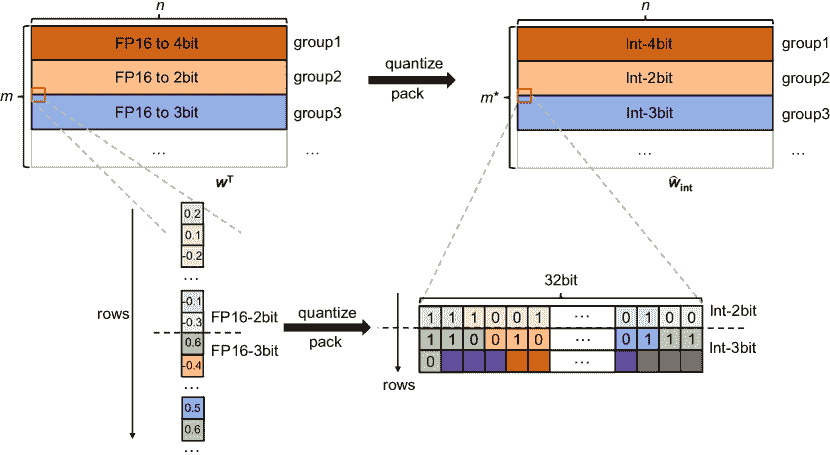 n
m
FP16 to 4bit
group1
FP16 to 2bit
group2
FP16 to 3bit
group3
...
...
w^T
quantize
pack
n
m*
Int-4bit
group1
Int-2bit
group2
Int-3bit
group3
...
...
ŵ_int
rows
0.2
0.1
-0.2
...
-0.1
-0.3
FP16-2bit
0.6
FP16-3bit
-0.4
...
0.5
0.6
...
quantize
pack
32bit
rows
1 1 1 0 0 1 ... 0 1 0 0
Int-2bit
1 1 0 0 1 0 ... 0 1 1 1
Int-3bit
0 ...